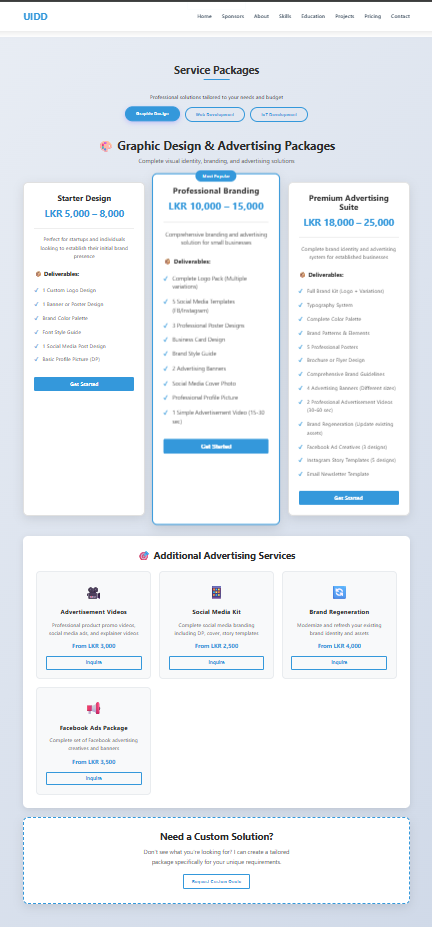 UIDD
Home Sponsors About Skills Education Projects Pricing Contact
Service Packages
Professional solutions tailored to your needs and budget
Graphic Design Web Development IoT Development
Graphic Design & Advertising Packages
Complete visual identity, branding, and advertising solutions
Starter Design
LKR 5,000 – 8,000
Perfect for startups and individuals
looking to establish their initial brand
presence
Deliverables:
✓ 1 Custom Logo Design
✓ 1 Banner or Poster Design
✓ Brand Color Palette
✓ Font Style Guide
✓ 1 Social Media Post Design
✓ Basic Profile Picture (DP)
Get Started
Most Popular
Professional Branding
LKR 10,000 – 15,000
Comprehensive branding and advertising
solution for small businesses
Deliverables:
✓ Complete Logo Pack (Multiple
variations)
✓ 5 Social Media Templates
(FB/Instagram)
✓ 3 Professional Poster Designs
✓ Business Card Design
✓ Brand Style Guide
✓ 2 Advertising Banners
✓ Social Media Cover Photo
✓ Professional Profile Picture
✓ 1 Simple Advertisement Video (15-30
sec)
Get Started
Premium Advertising
Suite
LKR 18,000 – 25,000
Complete brand identity and advertising
system for established businesses
Deliverables:
✓ Full Brand Kit (Logo + Variations)
✓ Typography System
✓ Complete Color Palette
✓ Brand Patterns & Elements
✓ 5 Professional Posters
✓ Brochure or Flyer Design
✓ Comprehensive Brand Guidelines
✓ 4 Advertising Banners (Different sizes)
✓ 2 Professional Advertisement Videos
(30-60 sec)
✓ Brand Regeneration (Update existing
assets)
✓ Facebook Ad Creatives (3 designs)
✓ Instagram Story Templates (5 designs)
✓ Email Newsletter Template
Get Started
Additional Advertising Services
Advertisement Videos
Professional product promo videos,
social media ads, and explainer videos
From LKR 3,000
Inquire
Social Media Kit
Complete social media branding
including DP, cover, story templates
From LKR 2,500
Inquire
Brand Regeneration
Modernize and refresh your existing
brand identity and assets
From LKR 4,000
Inquire
Facebook Ads Package
Complete set of Facebook advertising
creatives and banners
From LKR 3,500
Inquire
Need a Custom Solution?
Don't see what you're looking for? I can create a tailored
package specifically for your unique requirements.
Request Custom Quote